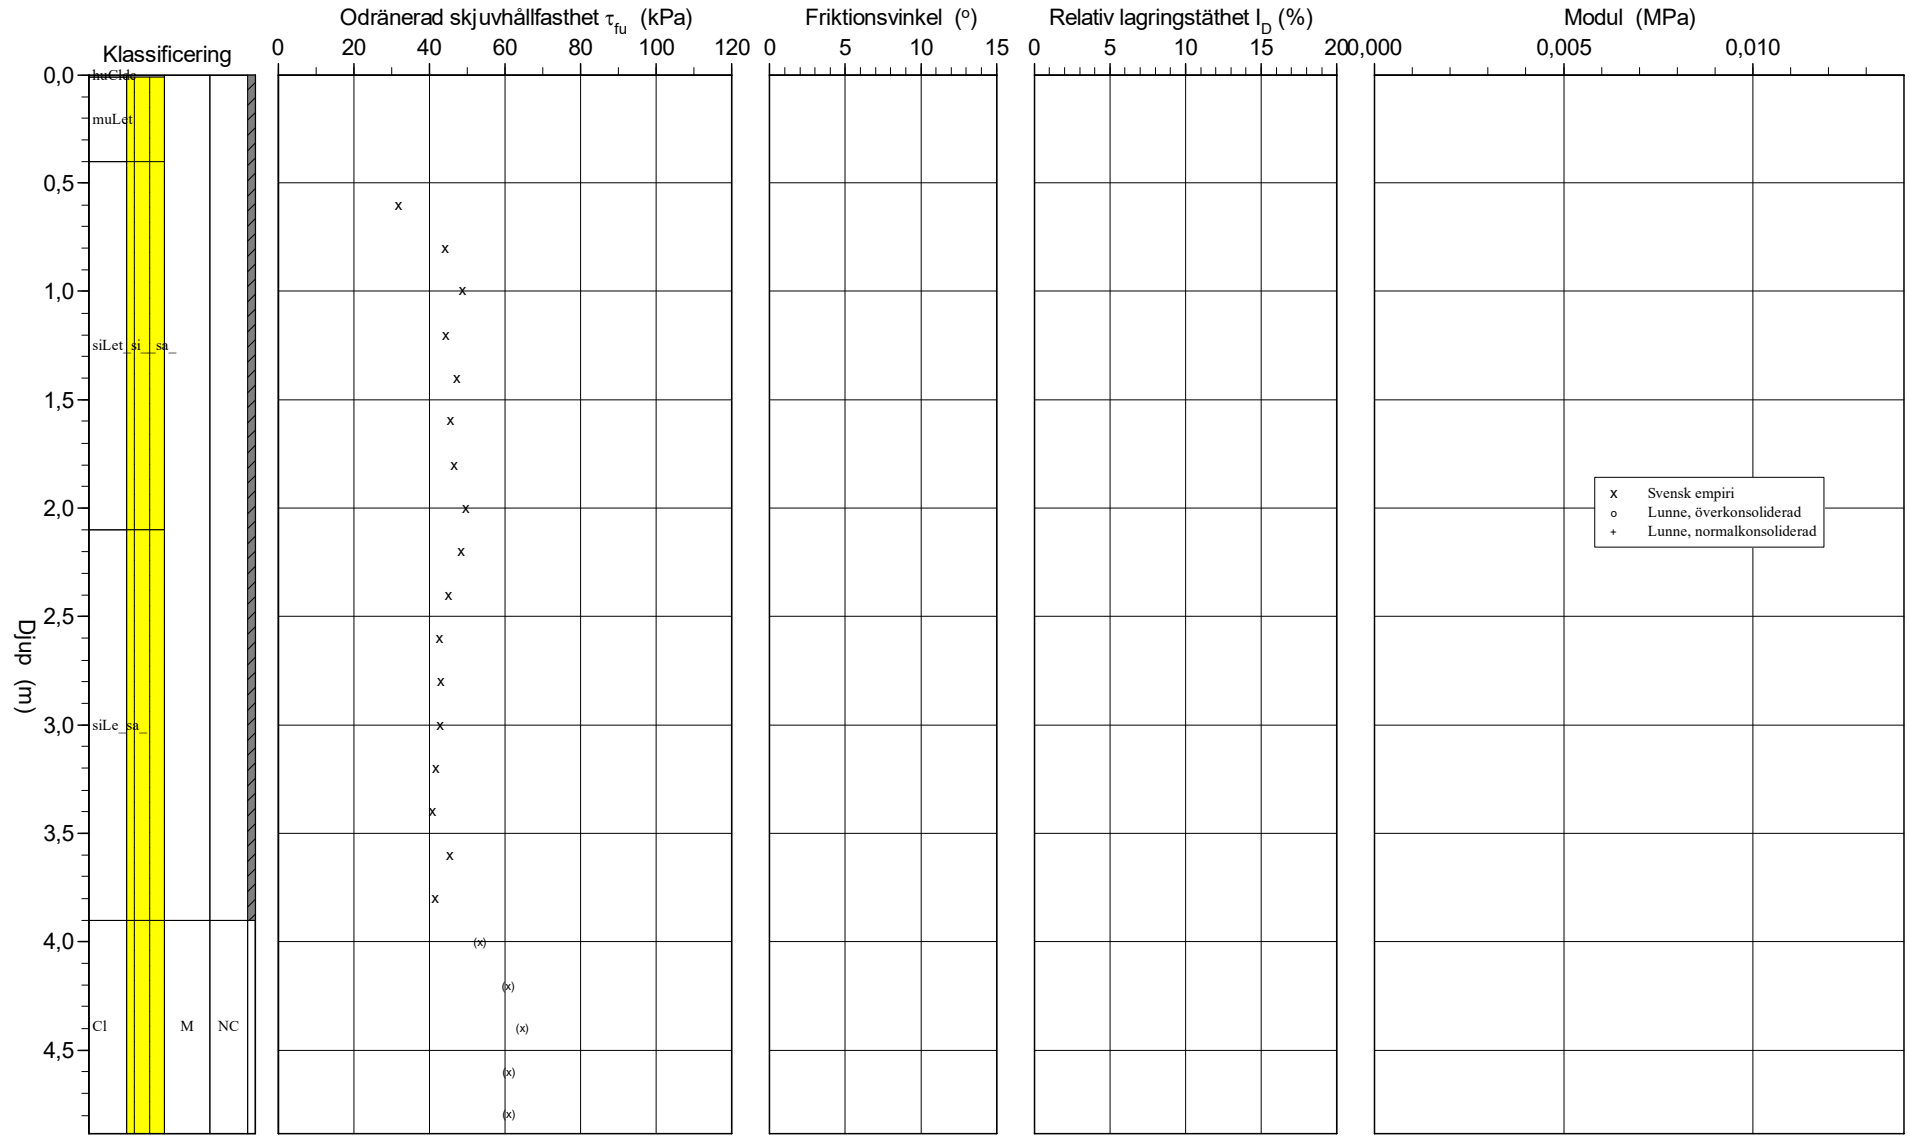 Odränerad skjuvhållfasthet τfu (kPa)
Friktionsvinkel (o)
Relativ lagringstäthet ID (%)
Modul (MPa)
Klassificering
0 20 40 60 80 100 120
0 5 10 15
0 5 10 15 20
0,000 0,005 0,010
0,0
muLet
0,5
1,0
siLet_si__sa_
1,5
2,0
x Svensk empiri
o Lunne, överkonsoliderad
+ Lunne, normalkonsoliderad
2,5
Djup (m)
3,0
siLe_sa_
3,5
4,0
Cl M NC
4,5